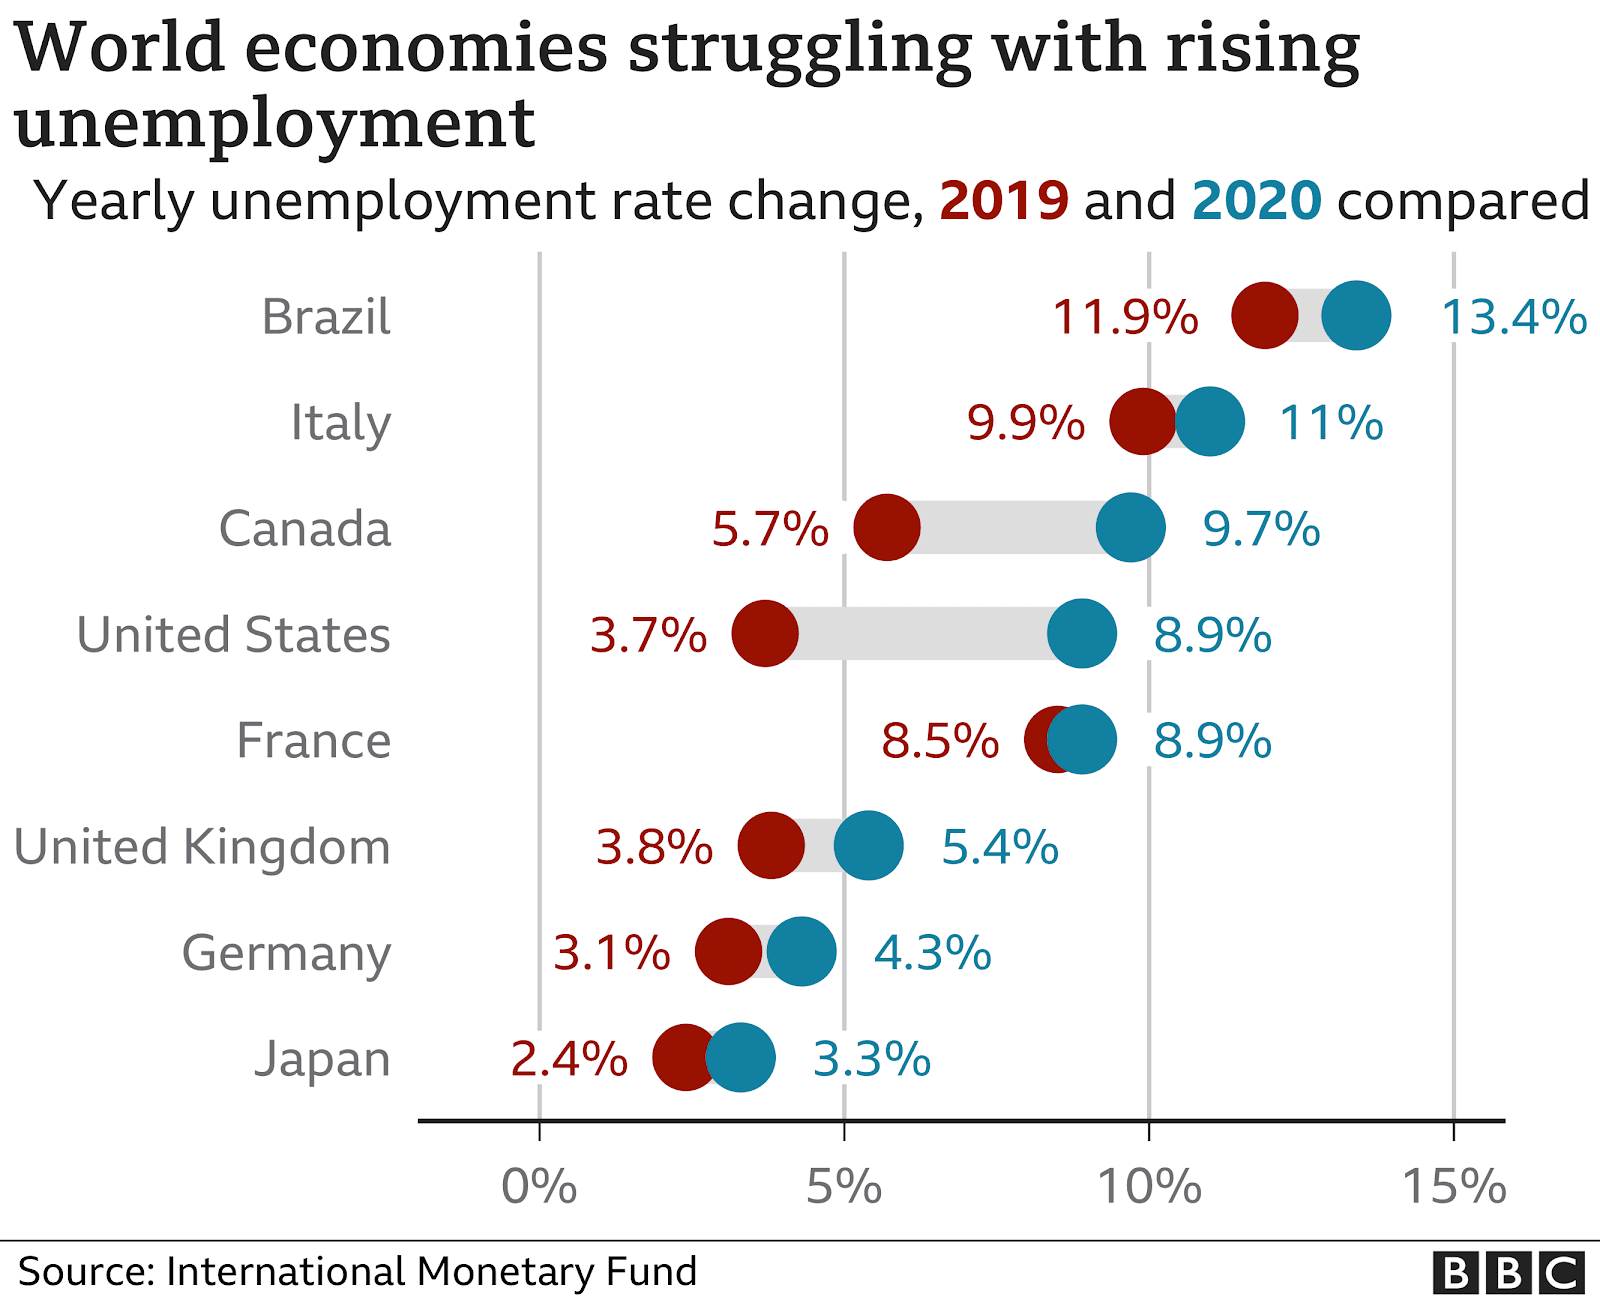 World economies struggling with rising
unemployment
Yearly unemployment rate change, 2019 and 2020 compared
Brazil 11.9% 13.4%
Italy 9.9% 11%
Canada 5.7% 9.7%
United States 3.7% 8.9%
France 8.5% 8.9%
United Kingdom 3.8% 5.4%
Germany 3.1% 4.3%
Japan 2.4% 3.3%
0% 5% 10% 15%
Source: International Monetary Fund BBC